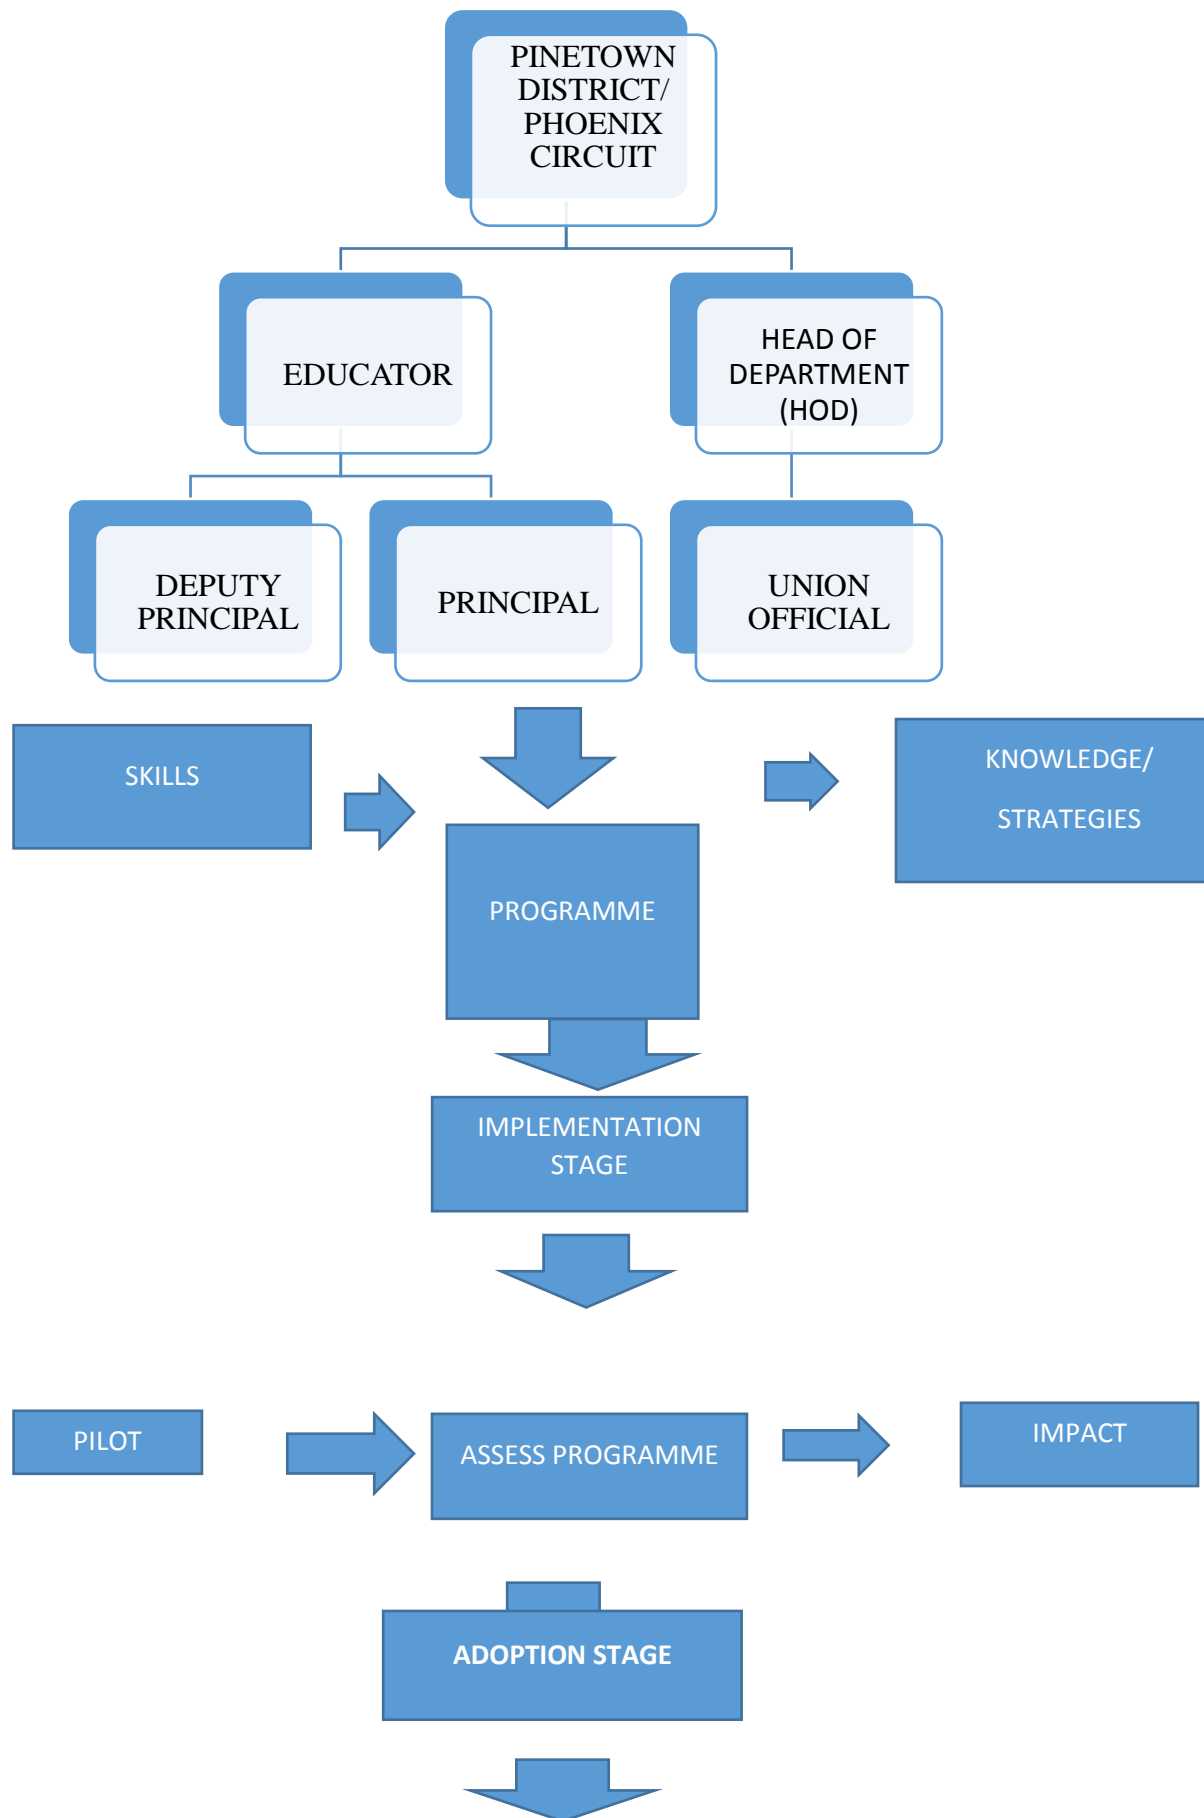 PINETOWN
DISTRICT/
PHOENIX
CIRCUIT
EDUCATOR
HEAD OF
DEPARTMENT
(HOD)
DEPUTY
PRINCIPAL
PRINCIPAL
UNION
OFFICIAL
SKILLS
KNOWLEDGE/
STRATEGIES
PROGRAMME
IMPLEMENTATION
STAGE
PILOT
ASSESS PROGRAMME
IMPACT
ADOPTION STAGE